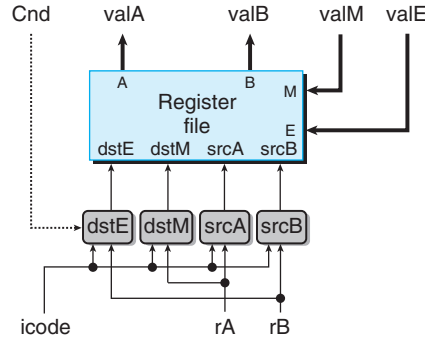 Cnd valA valB valM valE
A B M
Register
file
E
dstE dstM srcA srcB
dstE dstM srcA srcB
icode rA rB